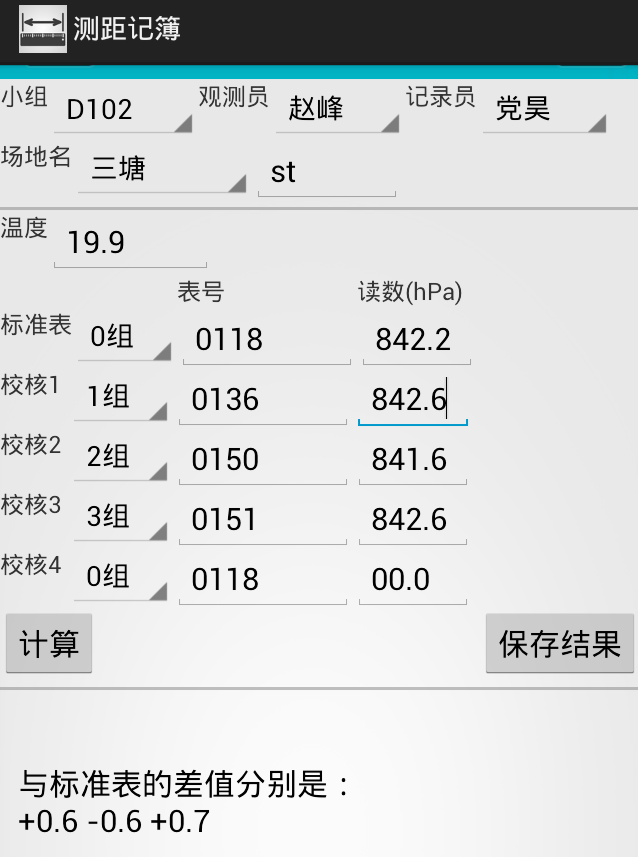 测距记簿
小组 D102 观测员 赵峰 记录员 党昊
场地名 三塘 st
温度 19.9
表号 读数(hPa)
标准表 0组 0118 842.2
校核1 1组 0136 842.6
校核2 2组 0150 841.6
校核3 3组 0151 842.6
校核4 0组 0118 00.0
计算 保存结果
与标准表的差值分别是：
+0.6 -0.6 +0.7